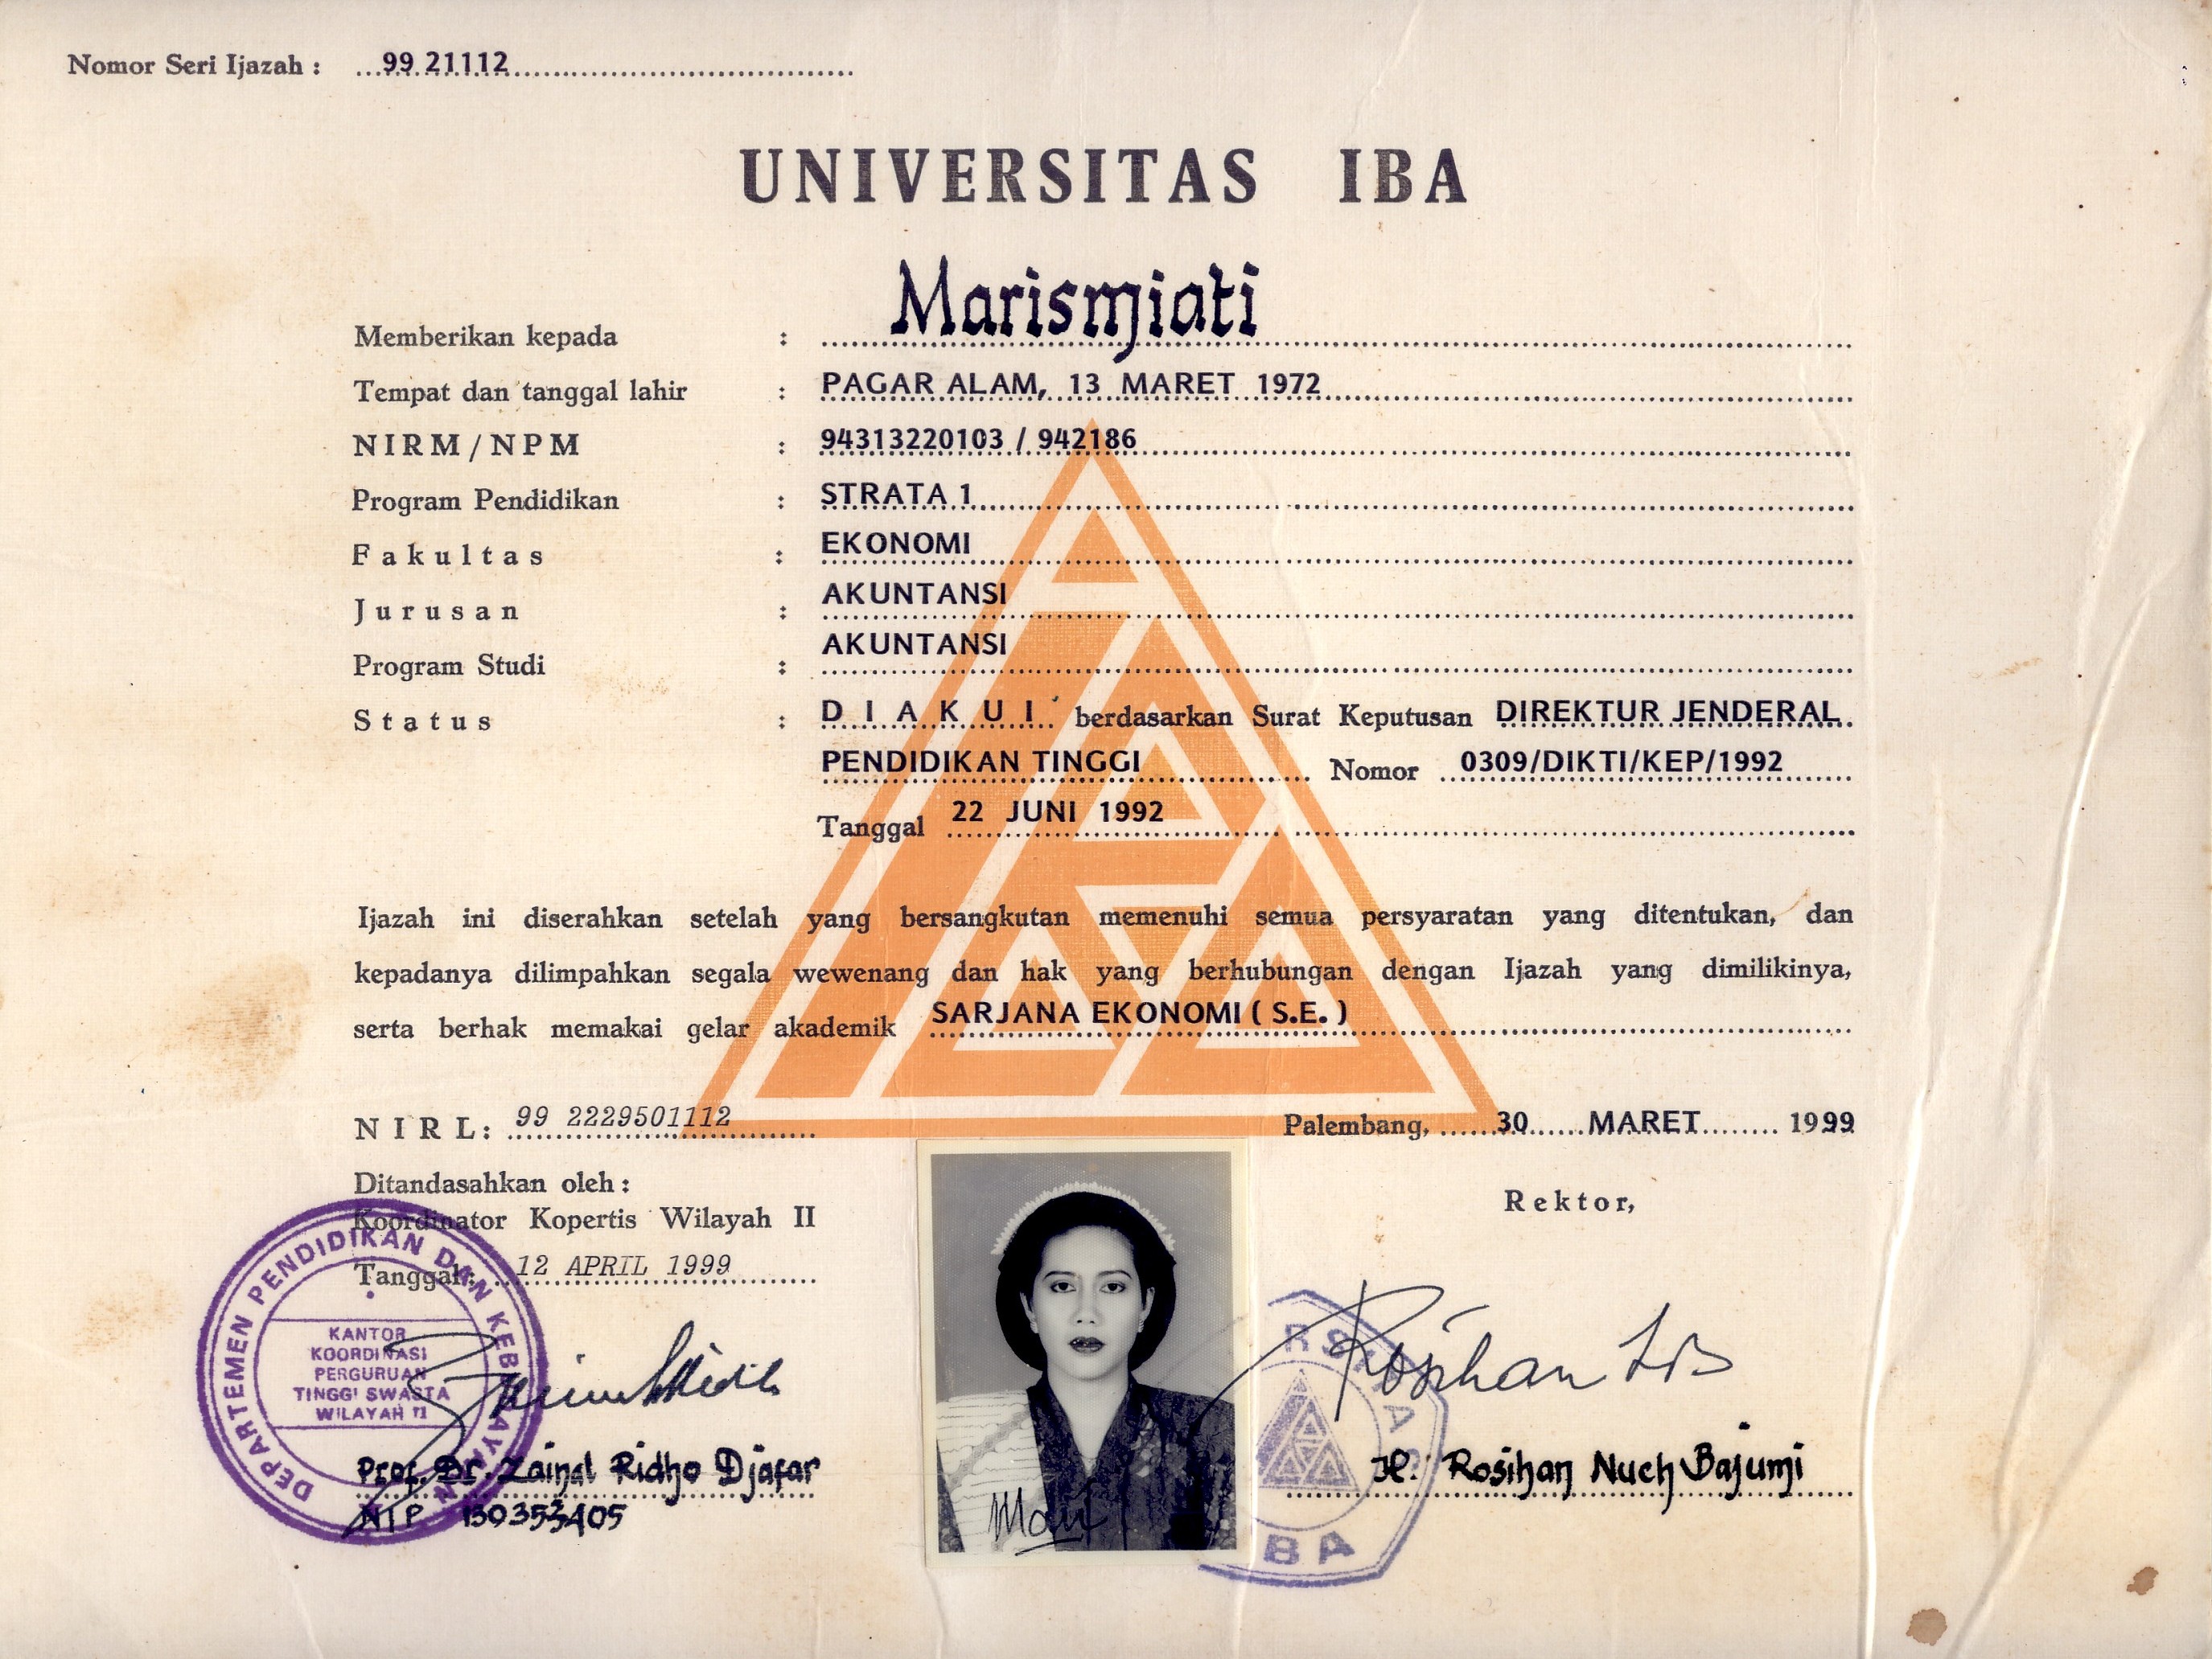 Nomor Seri Ijazah : 99 21112
UNIVERSITAS IBA
Memberikan kepada : Marismiati
Tempat dan tanggal lahir : PAGAR ALAM, 13 MARET 1972
NIRM/NPM : 94313220103 / 942186
Program Pendidikan : STRATA 1
Fakultas : EKONOMI
Jurusan : AKUNTANSI
Program Studi : AKUNTANSI
Status : DIAKUI berdasarkan Surat Keputusan DIREKTUR JENDERAL
PENDIDIKAN TINGGI Nomor 0309/DIKTI/KEP/1992
Tanggal 22 JUNI 1992
Ijazah ini diserahkan setelah yang bersangkutan memenuhi semua persyaratan yang ditentukan, dan
kepadanya dilimpahkan segala wewenang dan hak yang berhubungan dengan Ijazah yang dimilikinya,
serta berhak memakai gelar akademik SARJANA EKONOMI ( S.E. )
NIRL: 99 2229501112
Palembang, 30 MARET 1999
Ditandasahkan oleh :
Koordinator Kopertis Wilayah II
Tanggal: 12 APRIL 1999
Rektor,
DEPARTEMEN PENDIDIKAN DAN KEBUDAYAAN
KANTOR
KOORDINASI
PERGURUAN
TINGGI SWASTA
WILAYAH II
Prof. Dr. Zainal Ridho Djafar
NIP 130353405
RSITAS
IBA
H. Rosihan Nuch Bajumi